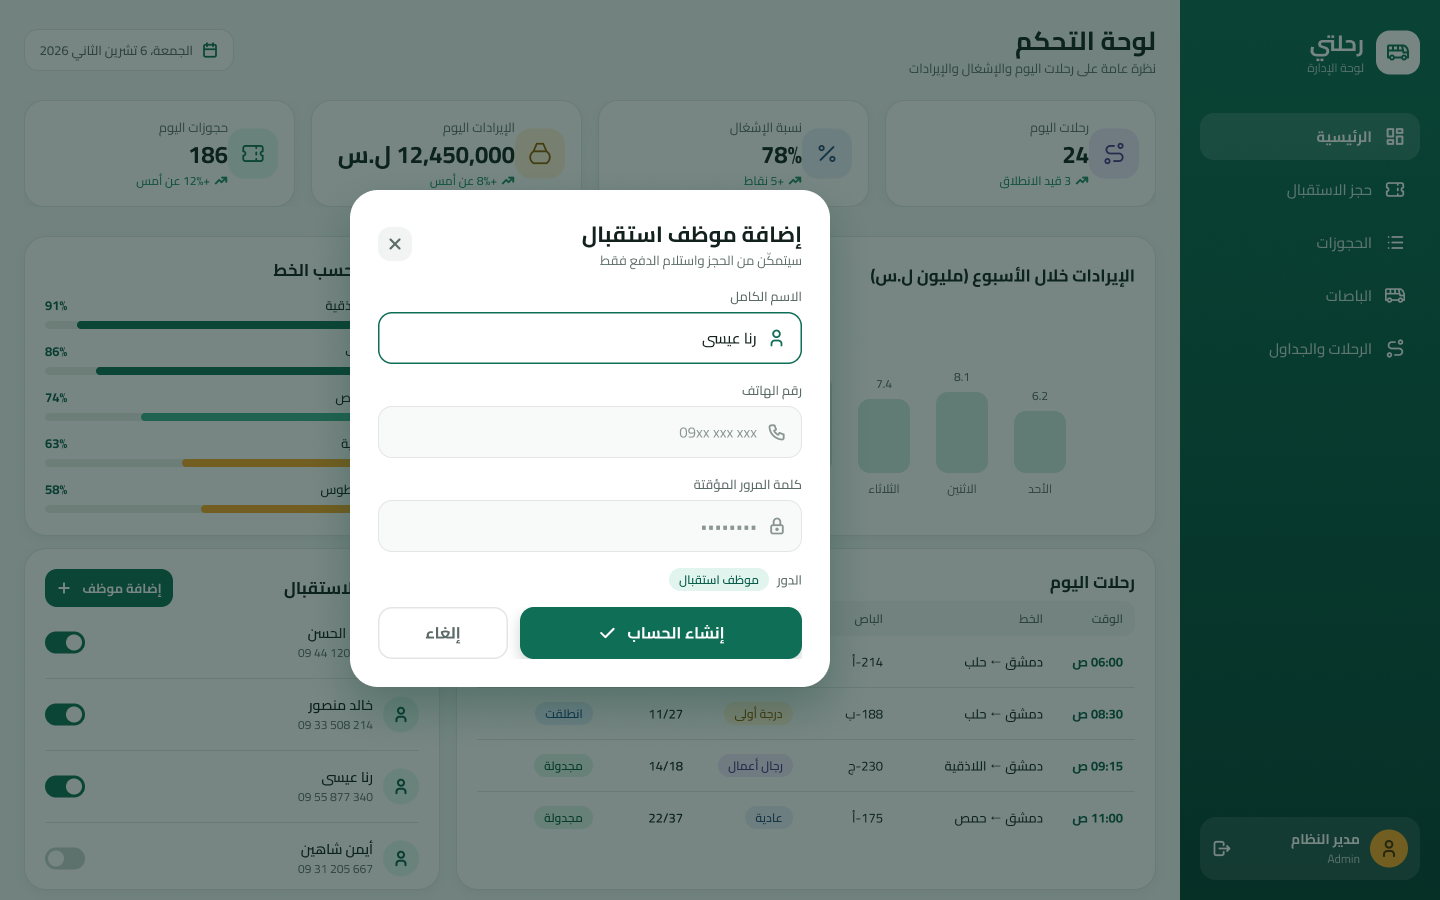 رحلتي
لوحة الإدارة
الرئيسية
حجز الاستقبال
الحجوزات
الباصات
الرحلات والجداول
مدير النظام
Admin
لوحة التحكم
نظرة عامة على رحلات اليوم والإشغال والإيرادات
الجمعة، 6 تشرين الثاني 2026
رحلات اليوم
24
3 قيد الانطلاق
نسبة الإشغال
78%
+5 نقاط
الإيرادات اليوم
12,450,000 ل.س
+8% عن أمس
حجوزات اليوم
186
+12% عن أمس
الإيرادات خلال الأسبوع (مليون ل.س)
6.2
8.1
7.4
الأحد
الاثنين
الثلاثاء
حسب الخط
91%
86%
74%
63%
58%
إضافة موظف استقبال
سيتمكّن من الحجز واستلام الدفع فقط
الاسم الكامل
رنا عيسى
رقم الهاتف
09xx xxx xxx
كلمة المرور المؤقتة
••••••••
الدور
موظف استقبال
إنشاء الحساب
إلغاء
رحلات اليوم
الوقت الخط الباص
06:00 ص دمشق ← حلب 214-أ
08:30 ص دمشق ← حلب 188-ب درجة أولى 11/27 انطلقت
09:15 ص دمشق ← اللاذقية 230-ج رجال أعمال 14/18 مجدولة
11:00 ص دمشق ← حمص 175-أ عادية 22/37 مجدولة
إضافة موظف
الحسن
09 44 120
خالد منصور
09 33 508 214
رنا عيسى
09 55 877 340
أيمن شاهين
09 31 205 667